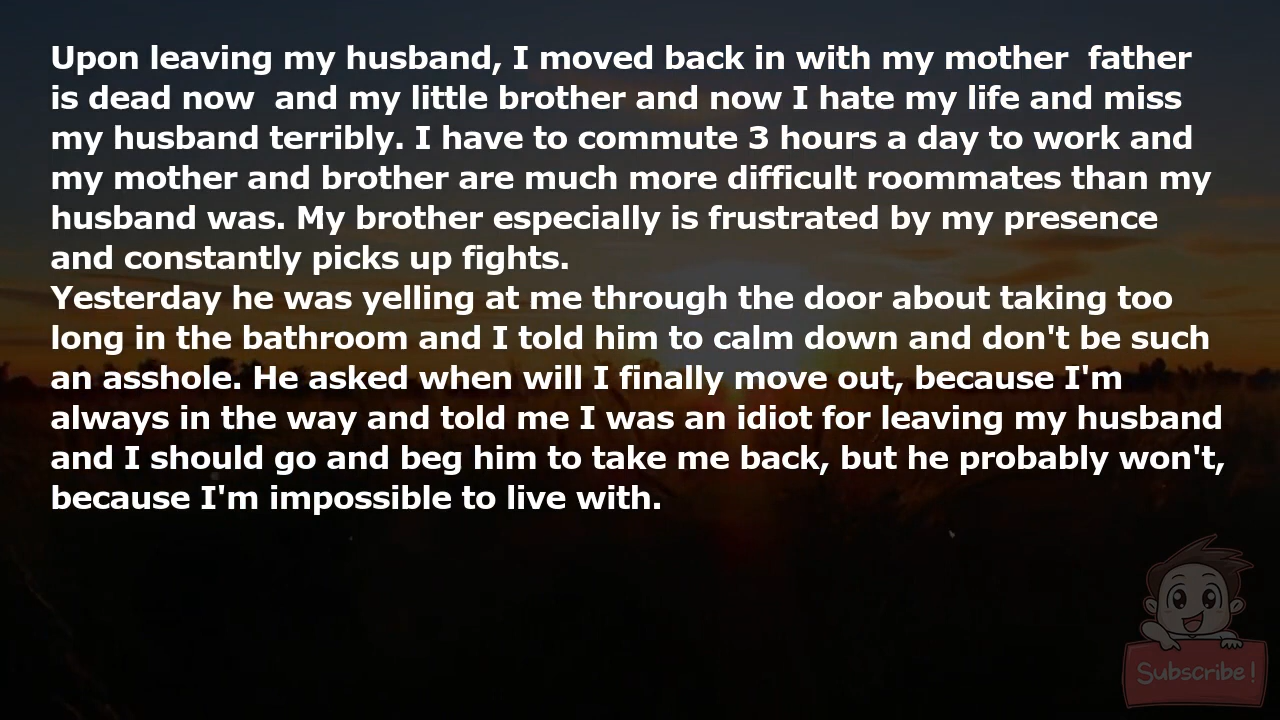 Upon leaving my husband, I moved back in with my mother  father
is dead now  and my little brother and now I hate my life and miss
my husband terribly. I have to commute 3 hours a day to work and
my mother and brother are much more difficult roommates than my
husband was. My brother especially is frustrated by my presence
and constantly picks up fights.
Yesterday he was yelling at me through the door about taking too
long in the bathroom and I told him to calm down and don't be such
an asshole. He asked when will I finally move out, because I'm
always in the way and told me I was an idiot for leaving my husband
and I should go and beg him to take me back, but he probably won't,
because I'm impossible to live with.
Subscribe!